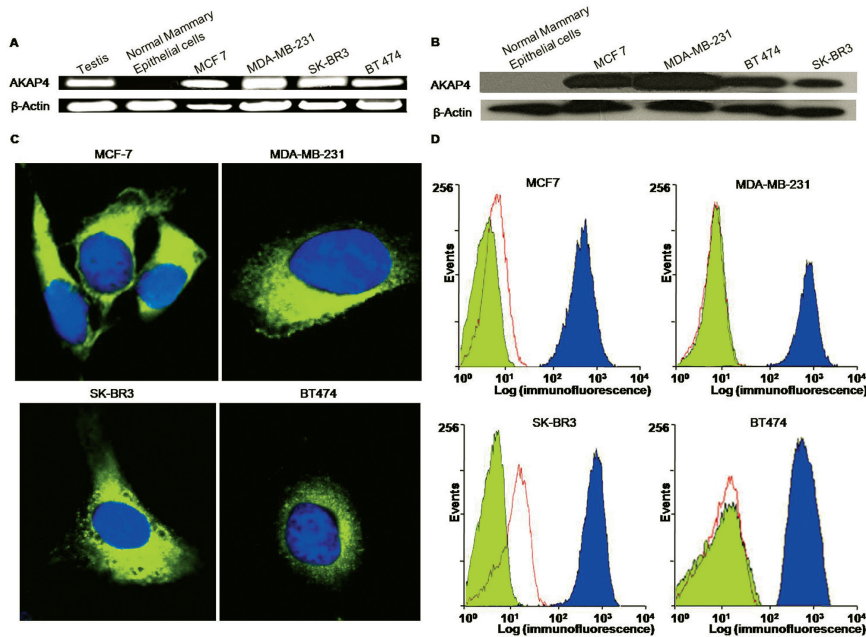 A
Testis
Normal Mammary
Epithelial cells
MCF 7
MDA-MB-231
SK-BR3
BT 474
AKAP4
β-Actin
B
Normal Mammary
Epithelial cells
MCF 7
MDA-MB-231
BT 474
SK-BR3
AKAP4
β-Actin
C
MCF-7
MDA-MB-231
SK-BR3
BT474
D
MCF7
256
Events
10⁰ 10¹ 10² 10³ 10⁴
Log (immunofluorescence)
MDA-MB-231
256
Events
10⁰ 10¹ 10² 10³ 10⁴
Log (immunofluorescence)
SK-BR3
256
Events
10⁰ 10¹ 10² 10³ 10⁴
Log (immunofluorescence)
BT474
256
Events
10⁰ 10¹ 10² 10³ 10⁴
Log (immunofluorescence)